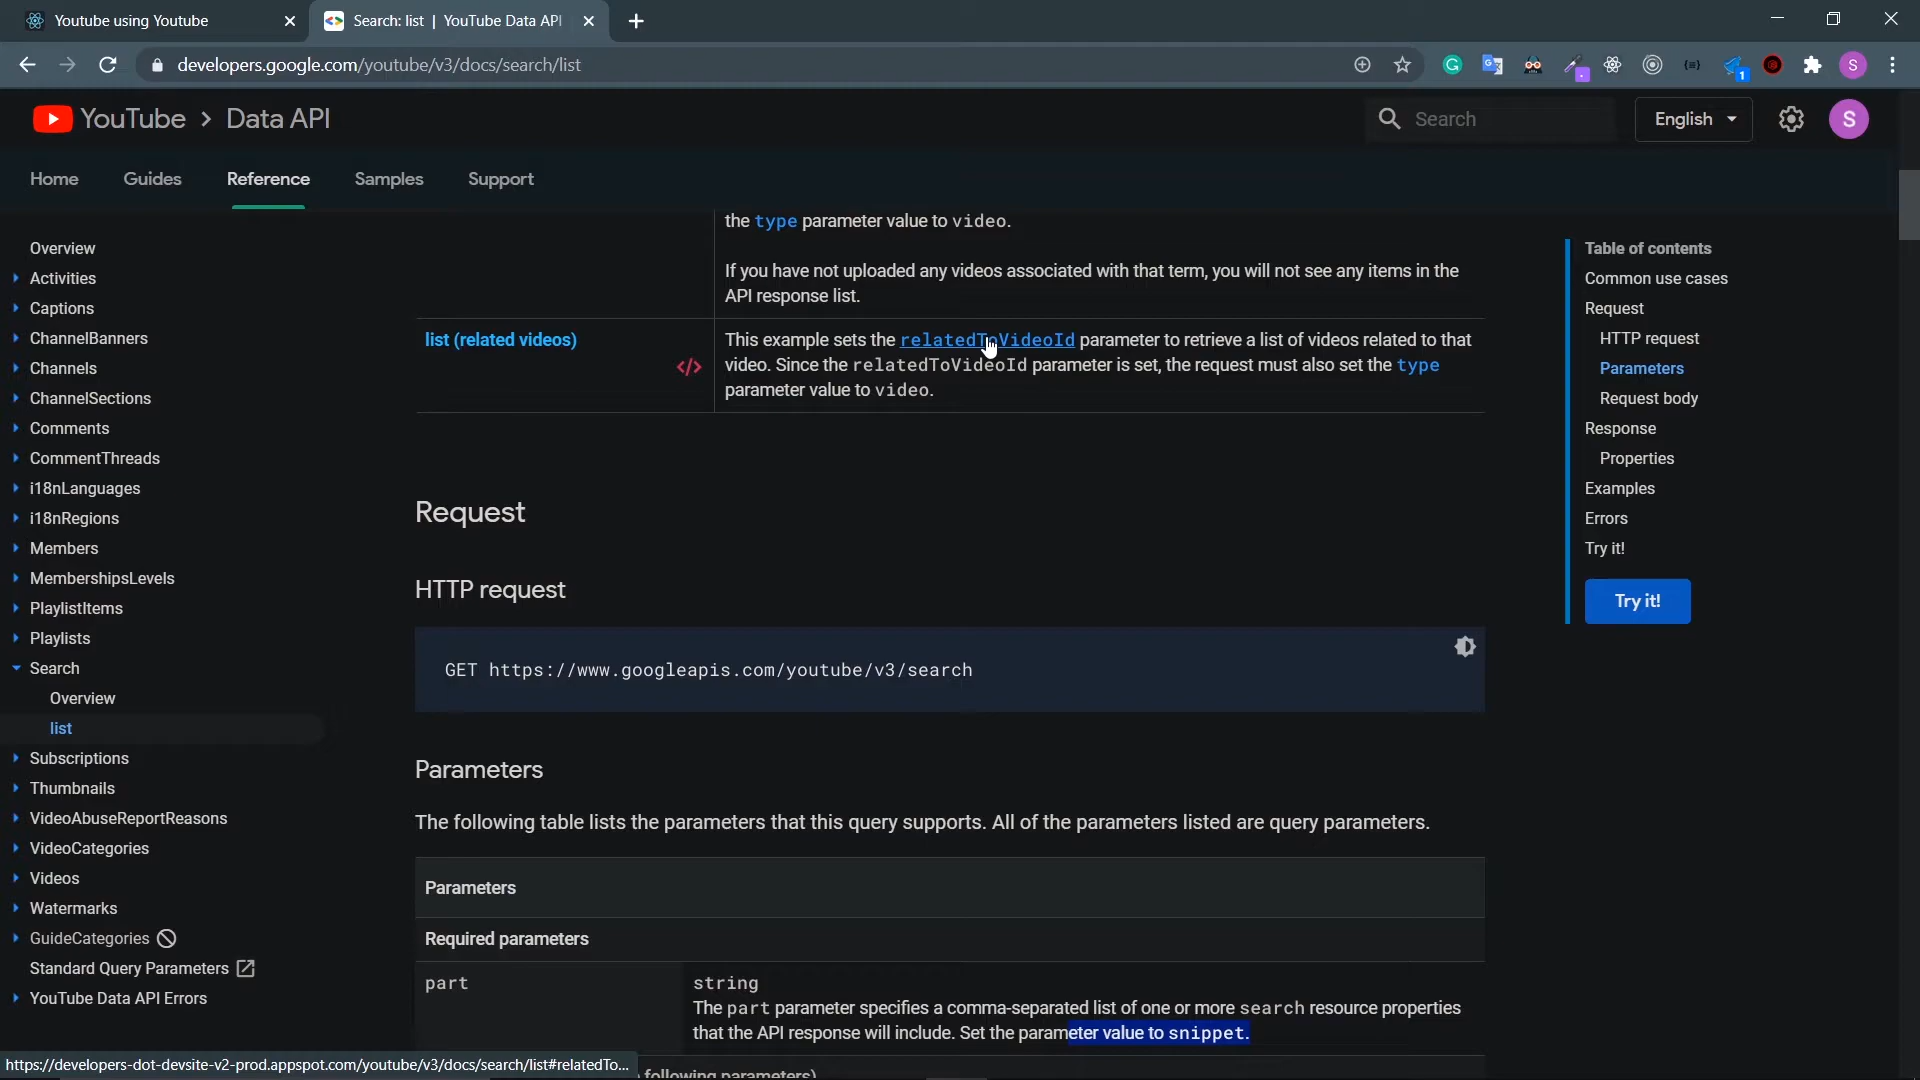 Youtube using Youtube
Search: list | YouTube Data API
developers.google.com/youtube/v3/docs/search/list
1
S
YouTube > Data API
Search
English
S
Home
Guides
Reference
Samples
Support
Overview
Activities
Captions
ChannelBanners
Channels
ChannelSections
Comments
CommentThreads
i18nLanguages
i18nRegions
Members
MembershipsLevels
PlaylistItems
Playlists
Search
Overview
list
Subscriptions
Thumbnails
VideoAbuseReportReasons
VideoCategories
Videos
Watermarks
GuideCategories
Standard Query Parameters
YouTube Data API Errors
the type parameter value to video.
If you have not uploaded any videos associated with that term, you will not see any items in the
API response list.
list (related videos)
</>
This example sets the relatedToVideoId parameter to retrieve a list of videos related to that
video. Since the relatedToVideoId parameter is set, the request must also set the type
parameter value to video.
Request
HTTP request
GET https://www.googleapis.com/youtube/v3/search
Parameters
The following table lists the parameters that this query supports. All of the parameters listed are query parameters.
Parameters
Required parameters
part
string
The part parameter specifies a comma-separated list of one or more search resource properties
that the API response will include. Set the parameter value to snippet.
following parameters)
Table of contents
Common use cases
Request
HTTP request
Parameters
Request body
Response
Properties
Examples
Errors
Try it!
Try it!
https://developers-dot-devsite-v2-prod.appspot.com/youtube/v3/docs/search/list#relatedTo...